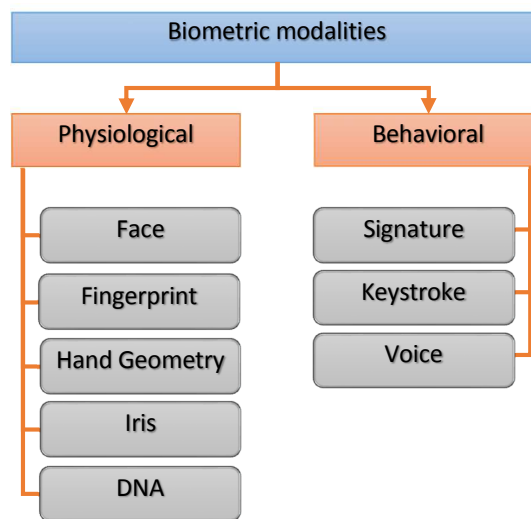 Biometric modalities
Physiological
Behavioral
Face
Fingerprint
Hand Geometry
Iris
DNA
Signature
Keystroke
Voice